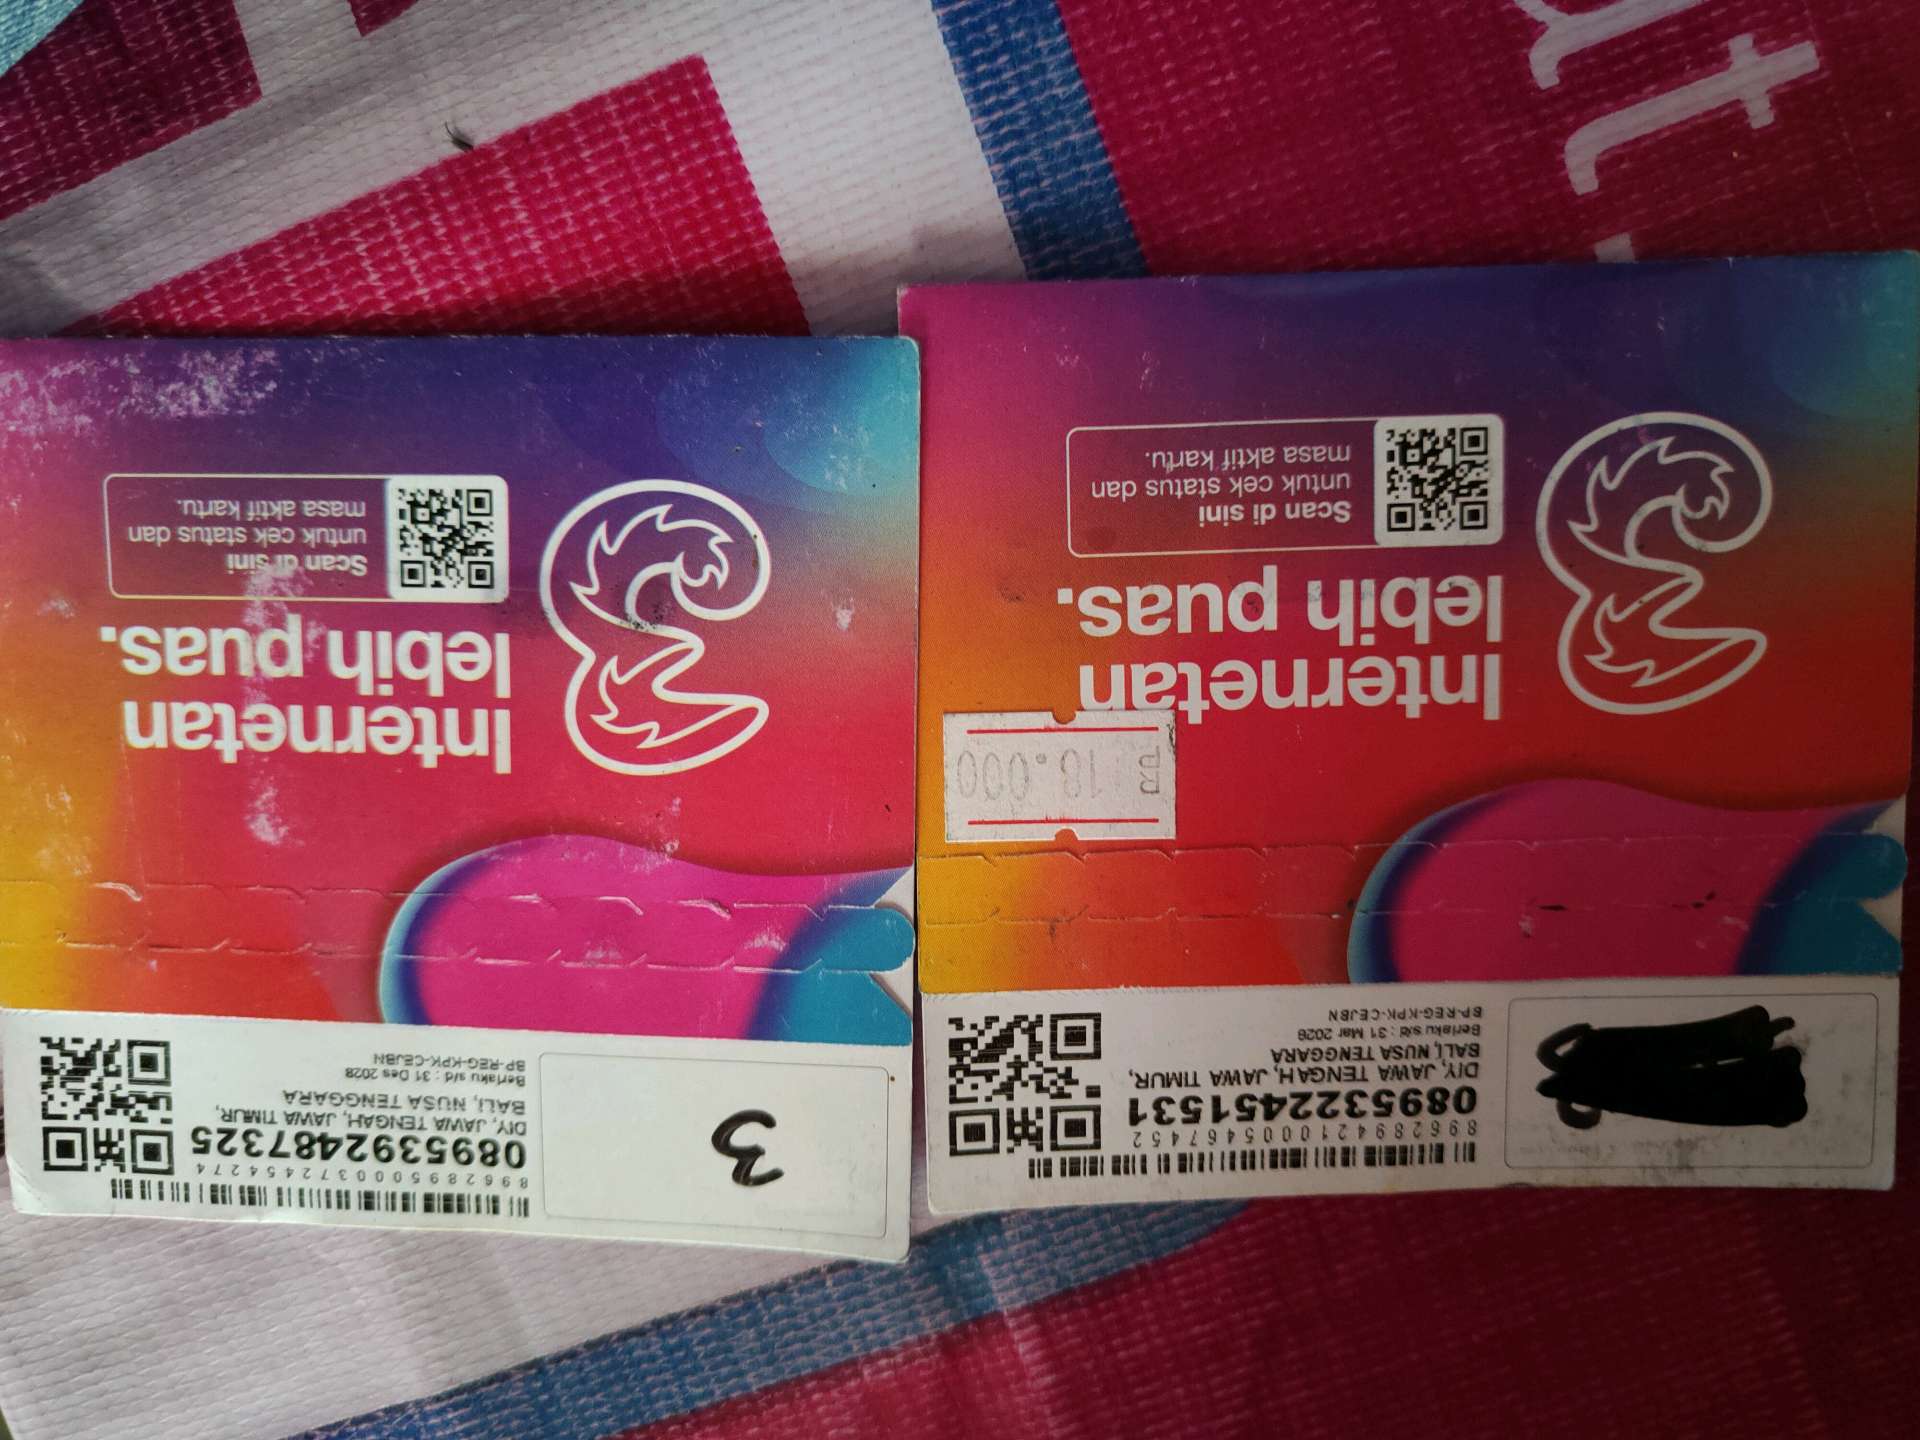 Internetan
lebih puas.
Scan di sini
untuk cek status dan
masa aktif kartu.
18.000
8962894210005467452
0895322451531
DIY, JAWA TENGAH, JAWA TIMUR,
BALI, NUSA TENGGARA
Berlaku s/d : 31 Mar 2028
BP-REG-KPK-CEJBN
3
8962895000372454274
0895392487325
DIY, JAWA TENGAH, JAWA TIMUR,
BALI, NUSA TENGGARA
Berlaku s/d : 31 Des 2028
BP-REG-KPK-CEJBN
Internetan
lebih puas.
Scan di sini
untuk cek status dan
masa aktif kartu.